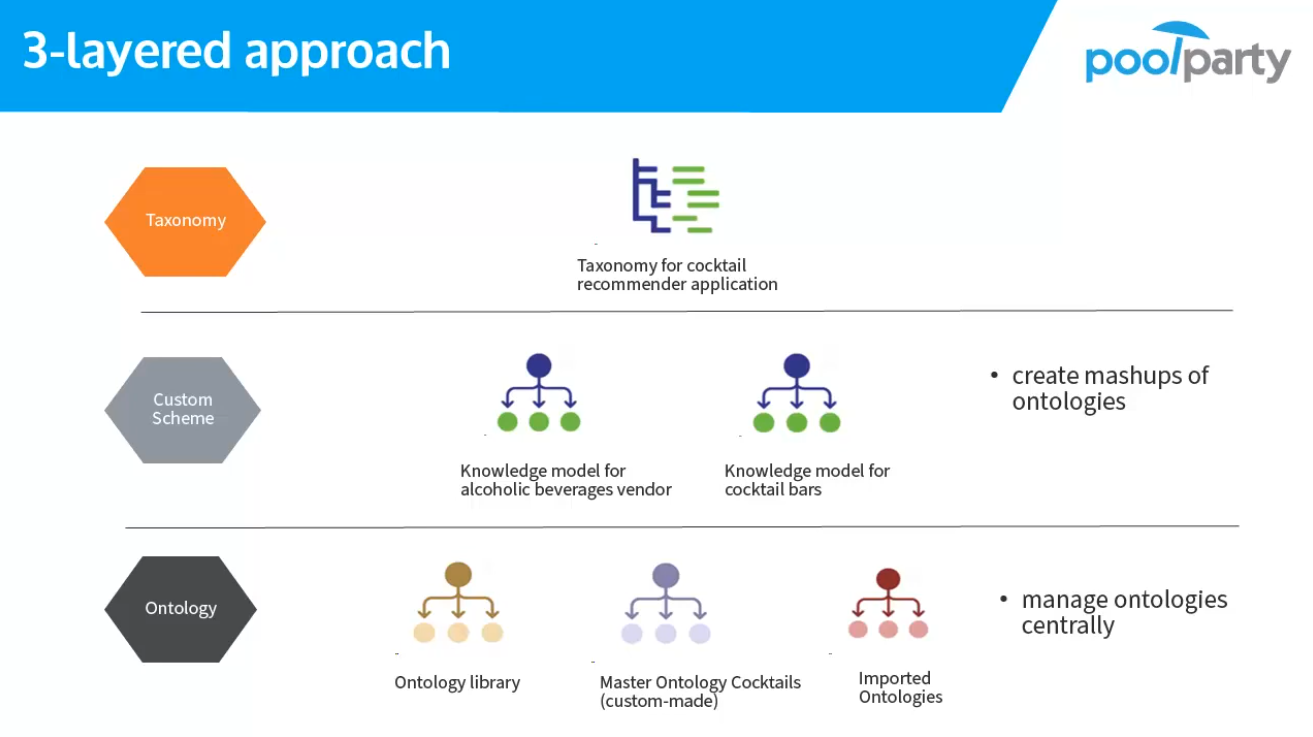 3-layered approach
poolparty
Taxonomy
Taxonomy for cocktail
recommender application
Custom
Scheme
Knowledge model for
alcoholic beverages vendor
Knowledge model for
cocktail bars
• create mashups of
ontologies
Ontology
Ontology library
Master Ontology Cocktails
(custom-made)
Imported
Ontologies
• manage ontologies
centrally